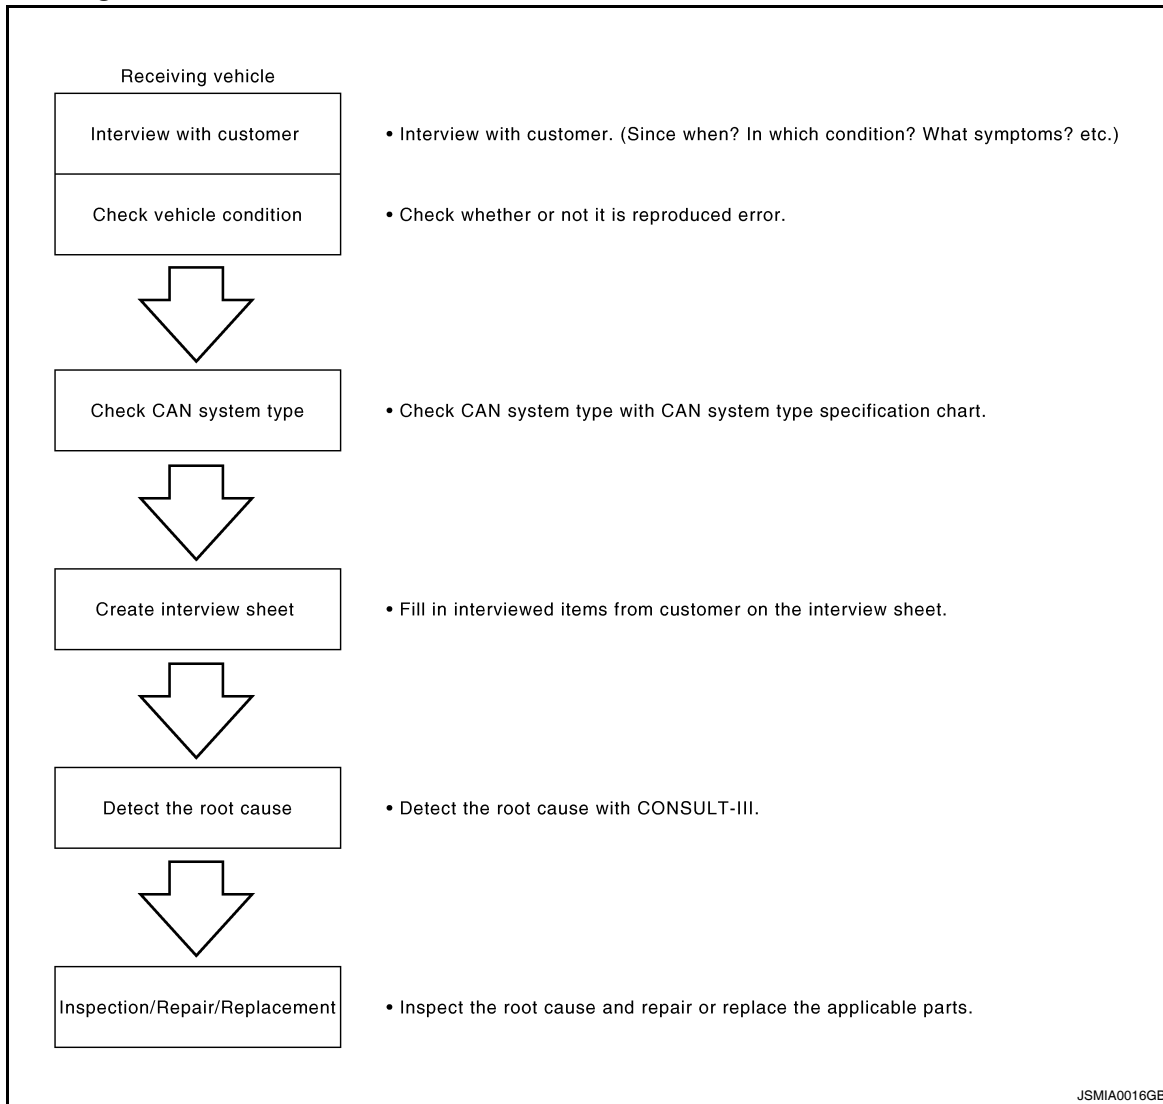 Receiving vehicle
Interview with customer
• Interview with customer. (Since when? In which condition? What symptoms? etc.)
Check vehicle condition
• Check whether or not it is reproduced error.
Check CAN system type
• Check CAN system type with CAN system type specification chart.
Create interview sheet
• Fill in interviewed items from customer on the interview sheet.
Detect the root cause
• Detect the root cause with CONSULT-III.
Inspection/Repair/Replacement
• Inspect the root cause and repair or replace the applicable parts.
JSMIA0016GB